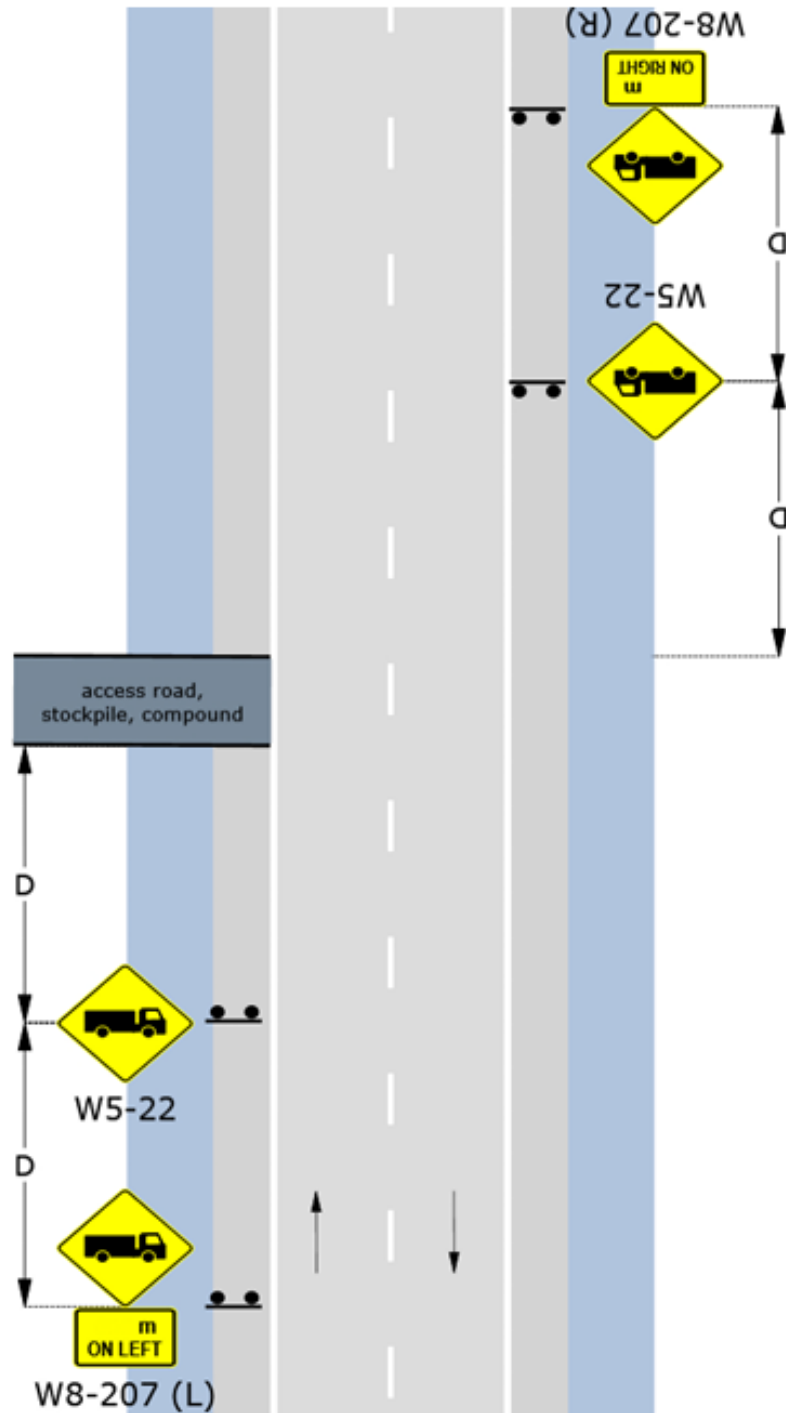 W8-207 (R)
m
ON RIGHT
D
W5-22
D
access road,
stockpile, compound
D
W5-22
D
m
ON LEFT
W8-207 (L)